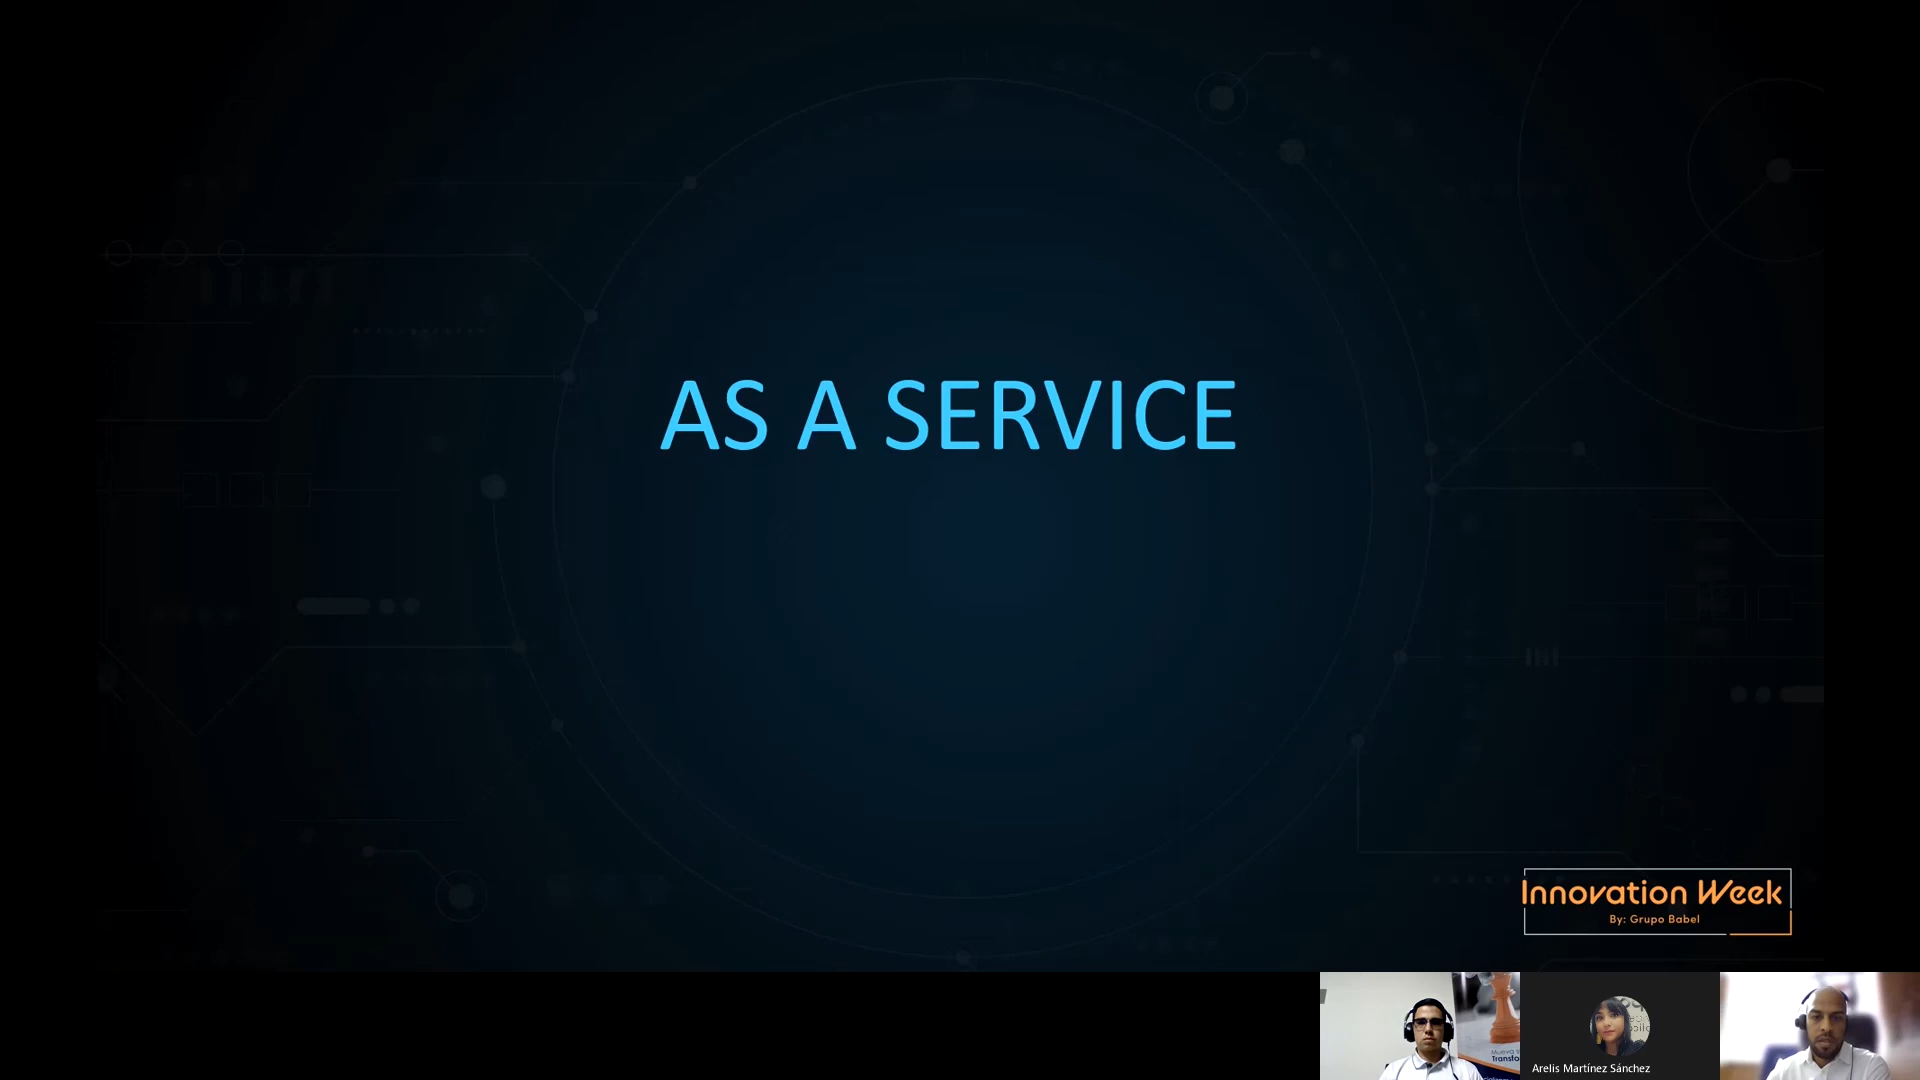 AS A SERVICE
Innovation Week
By: Grupo Babel
Arelis Martínez Sánchez